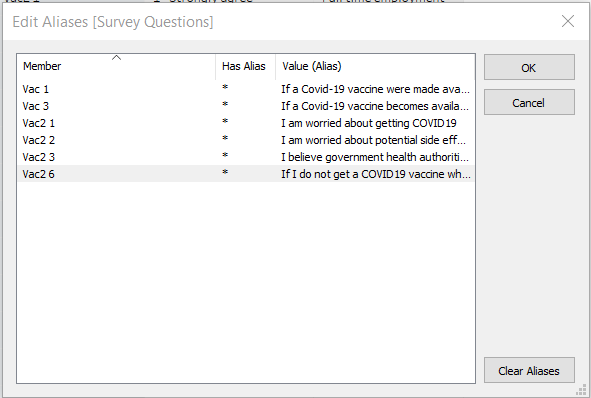 Edit Aliases [Survey Questions]
Member Has Alias Value (Alias)
Vac 1 * If a Covid-19 vaccine were made ava...
Vac 3 * If a Covid-19 vaccine becomes availa...
Vac2 1 * I am worried about getting COVID19
Vac2 2 * I am worried about potential side eff...
Vac2 3 * I believe government health authoriti...
Vac2 6 * If I do not get a COVID19 vaccine wh...
OK
Cancel
Clear Aliases